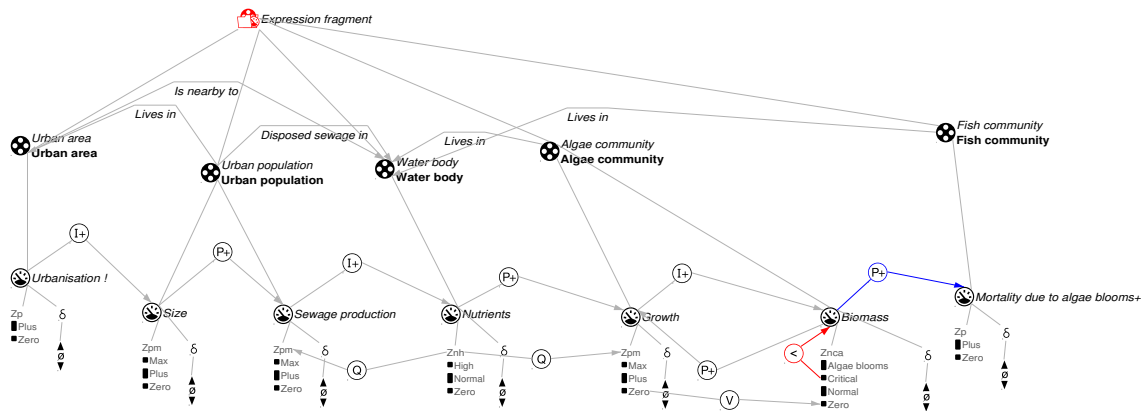 Expression fragment
Is nearby to
Lives in
Disposed sewage in
Lives in
Lives in
Urban area
Urban area
Urban population
Urban population
Water body
Water body
Algae community
Algae community
Fish community
Fish community
I+
P+
I+
P+
I+
P+
Urbanisation !
Size
Sewage production
Nutrients
Growth
Biomass
Mortality due to algae blooms+
Zp
Plus
Zero
δ
ø
Zpm
Max
Plus
Zero
δ
ø
Zpm
Max
Plus
Zero
δ
ø
Q
Znh
High
Normal
Zero
δ
ø
Q
Zpm
Max
Plus
Zero
δ
ø
P+
V
<
Znca
Algae blooms
Critical
Normal
Zero
δ
ø
Zp
Plus
Zero
δ
ø